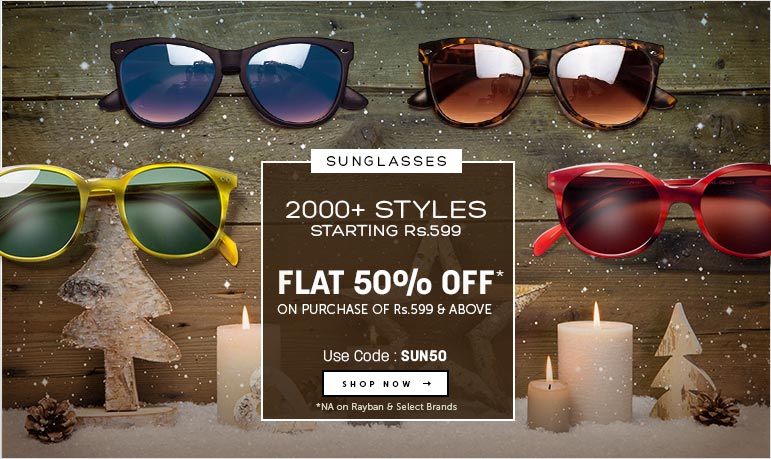 SUNGLASSES
2000+ STYLES
STARTING Rs.599
FLAT 50% OFF*
ON PURCHASE OF Rs.599 & ABOVE
Use Code : SUN50
SHOP NOW →
*NA on Rayban & Select Brands